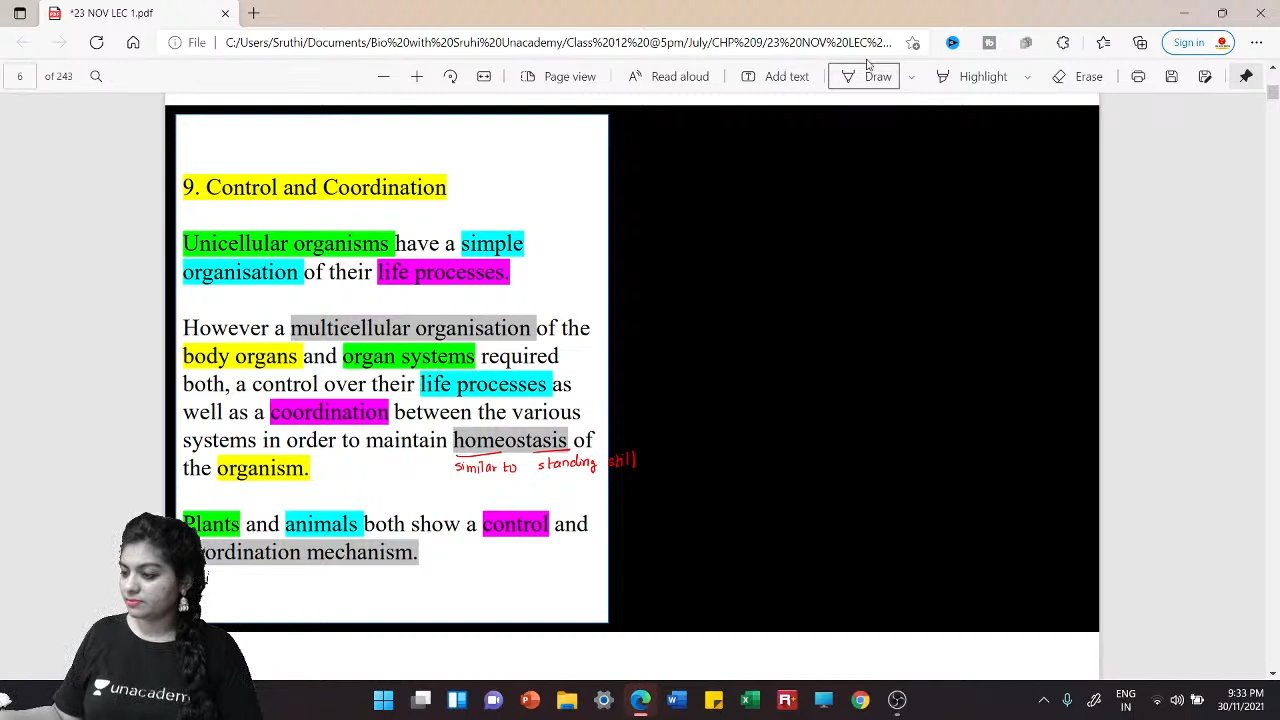 *23 NOV LEC 1.pdf
File
C:/Users/Sruthi/Documents/Bio%20with%20Sruhi%20Unacademy/Class%2012%20@5pm/July/CHP%209/23%20NOV%20LEC%2...
Sign in
6 of 243
Page view
Read aloud
Add text
Draw
Highlight
Erase
9. Control and Coordination
Unicellular organisms have a simple
organisation of their life processes.
However a multicellular organisation of the
body organs and organ systems required
both, a control over their life processes as
well as a coordination between the various
systems in order to maintain homeostasis of
similar to standing still
the organism.
Plants and animals both show a control and
ordination mechanism.
unacademy
ENG
IN
9:33 PM
30/11/2021